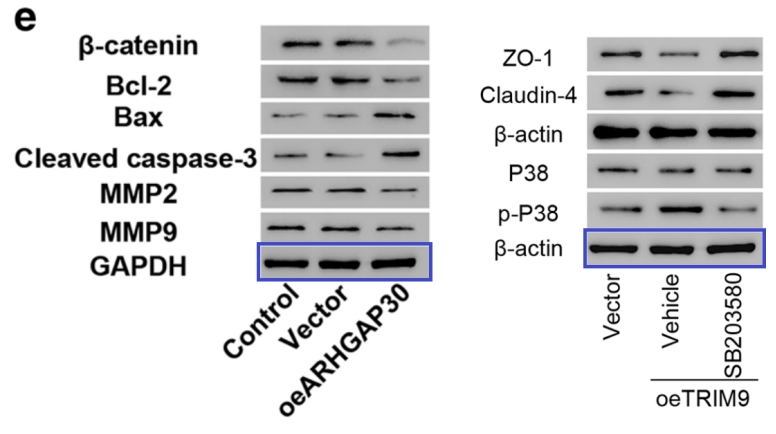 e
β-catenin
Bcl-2
Bax
Cleaved caspase-3
MMP2
MMP9
GAPDH
Control
Vector
oeARHGAP30
ZO-1
Claudin-4
β-actin
P38
p-P38
β-actin
Vector
Vehicle
SB203580
oeTRIM9